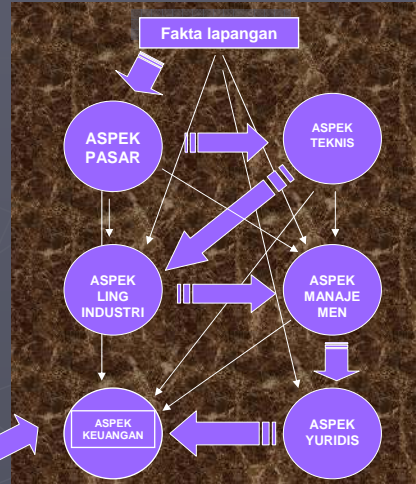 Fakta lapangan
ASPEK
PASAR
ASPEK
TEKNIS
ASPEK
LING
INDUSTRI
ASPEK
MANAJE
MEN
ASPEK
KEUANGAN
ASPEK
YURIDIS